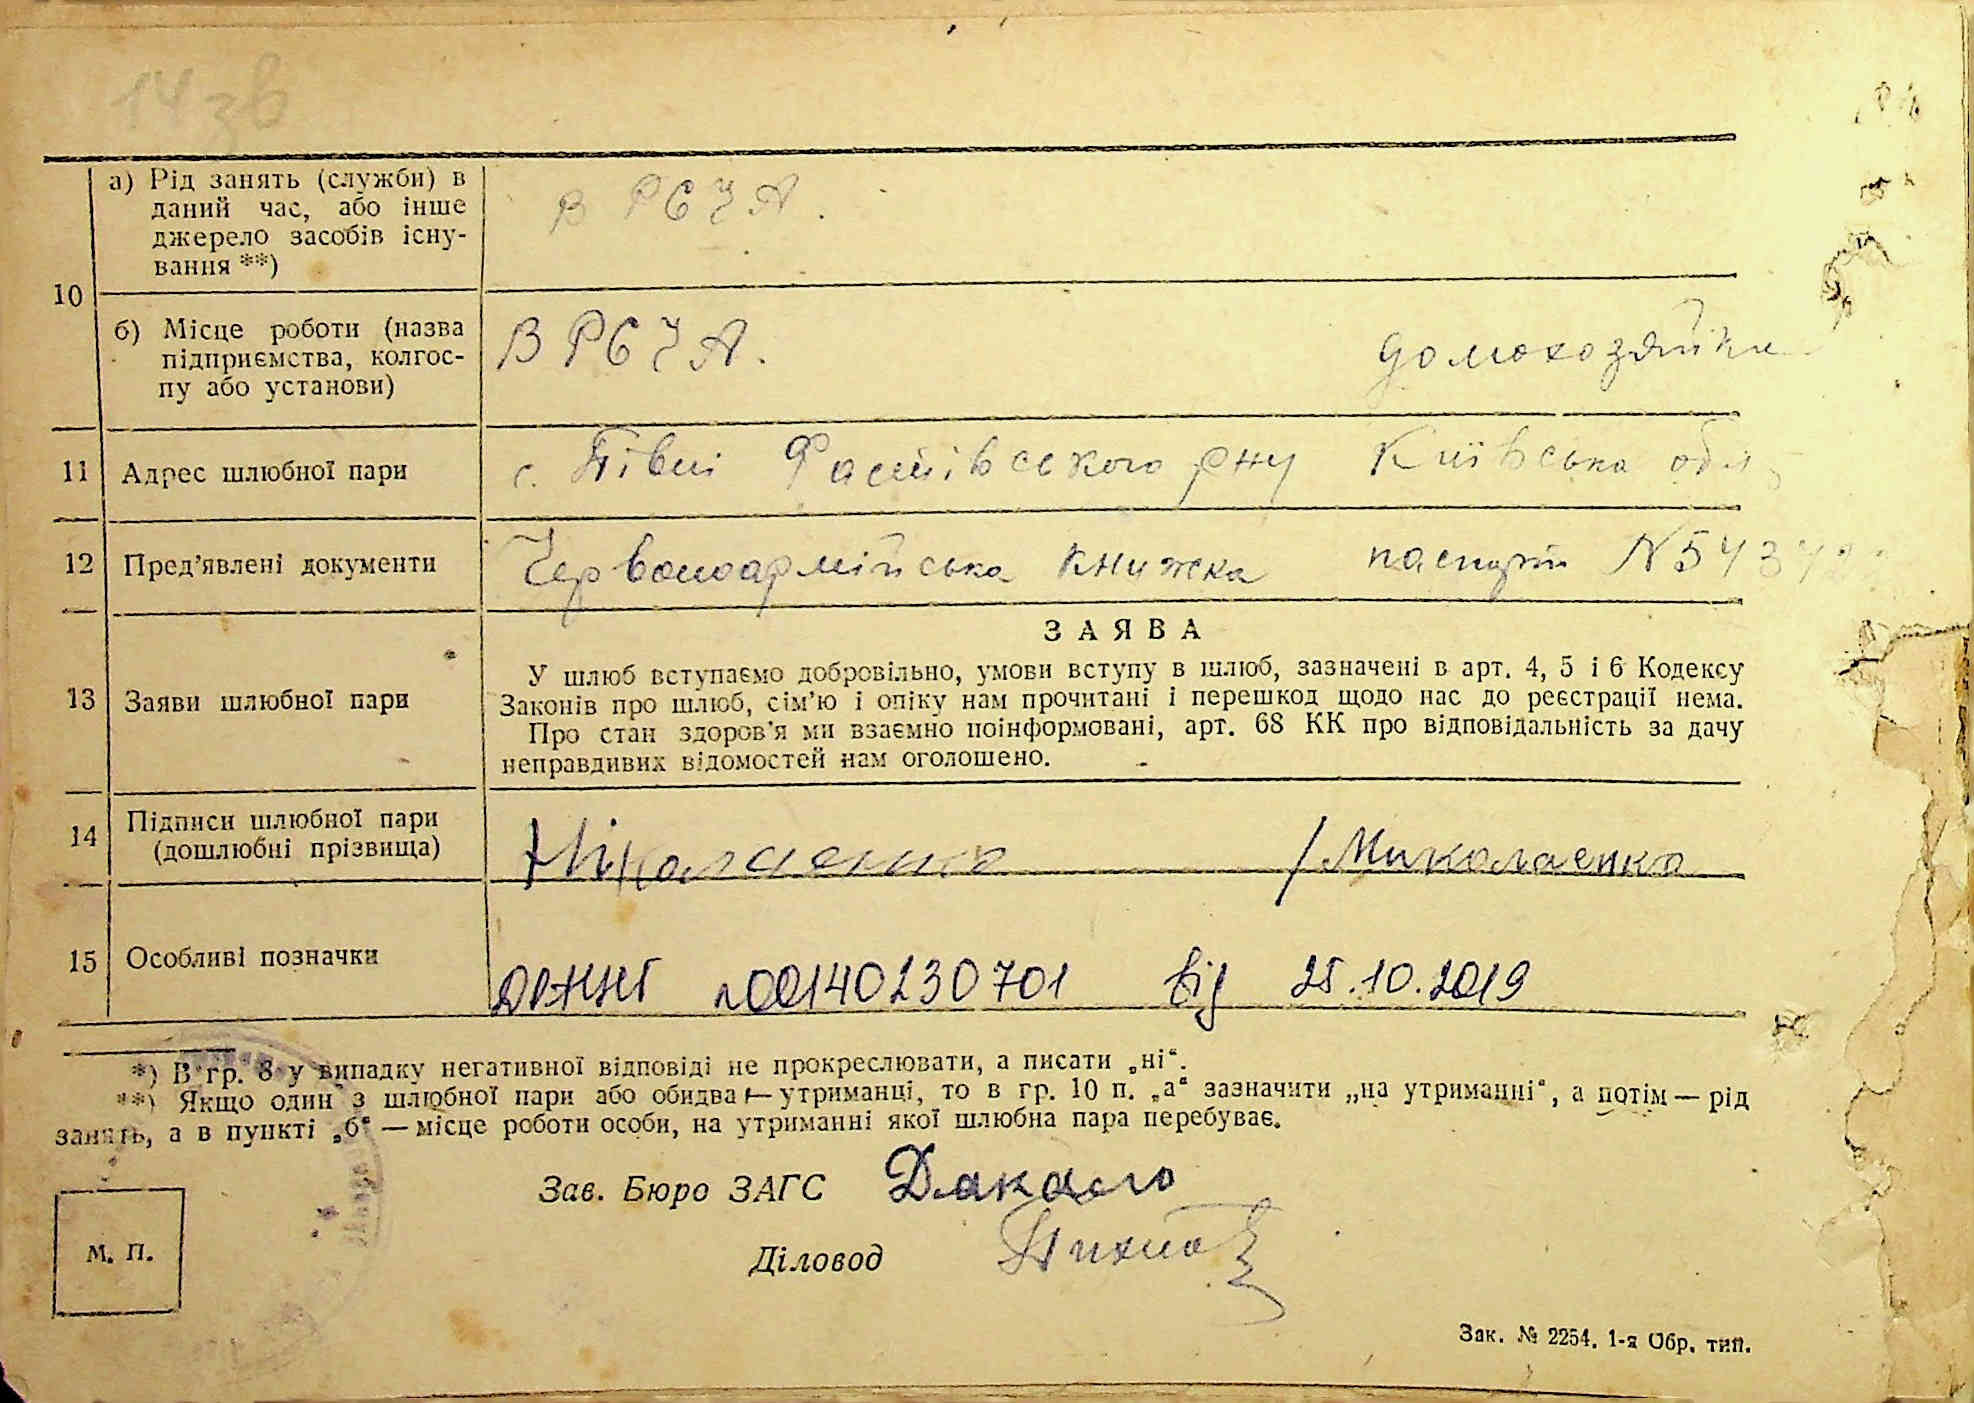 14зв
10
а) Рід занять (служби) в
даний час, або інше
джерело засобів існу-
вання **)
В РСЧА.
б) Місце роботи (назва
підприємства, колгос-
пу або установи)
В РСЧА. домохозяйка
11 Адрес шлюбної пари с. Півні Фастівського рну Київська обл
12 Пред’явлені документи Червоноармійська книжка паспорт N
13 Заяви шлюбної пари
ЗАЯВА
У шлюб вступаємо добровільно, умови вступу в шлюб, зазначені в арт. 4, 5 і 6 Кодексу
Законів про шлюб, сім’ю і опіку нам прочитані і перешкод щодо нас до реєстрації нема.
Про стан здоров’я ми взаємно поінформовані, арт. 68 КК про відповідальність за дачу
неправдивих відомостей нам оголошено.
14 Підписи шлюбної пари
(дошлюбні прізвища)
Ніколаенко Миколаенко
15 Особливі позначки
№00140230701 від 25.10.2019
*) В гр. 8 у випадку негативної відповіді не прокреслювати, а писати „ні“.
**) Якщо один з шлюбної пари або обидва — утриманці, то в гр. 10 п. „а“ зазначити „на утриманні“, а потім — рід
занять, а в пункті „б“ — місце роботи особи, на утриманні якої шлюбна пара перебуває.
Зав. Бюро ЗАГС
Діловод
М. П.
Зак. № 2254. 1-я Обр. тип.